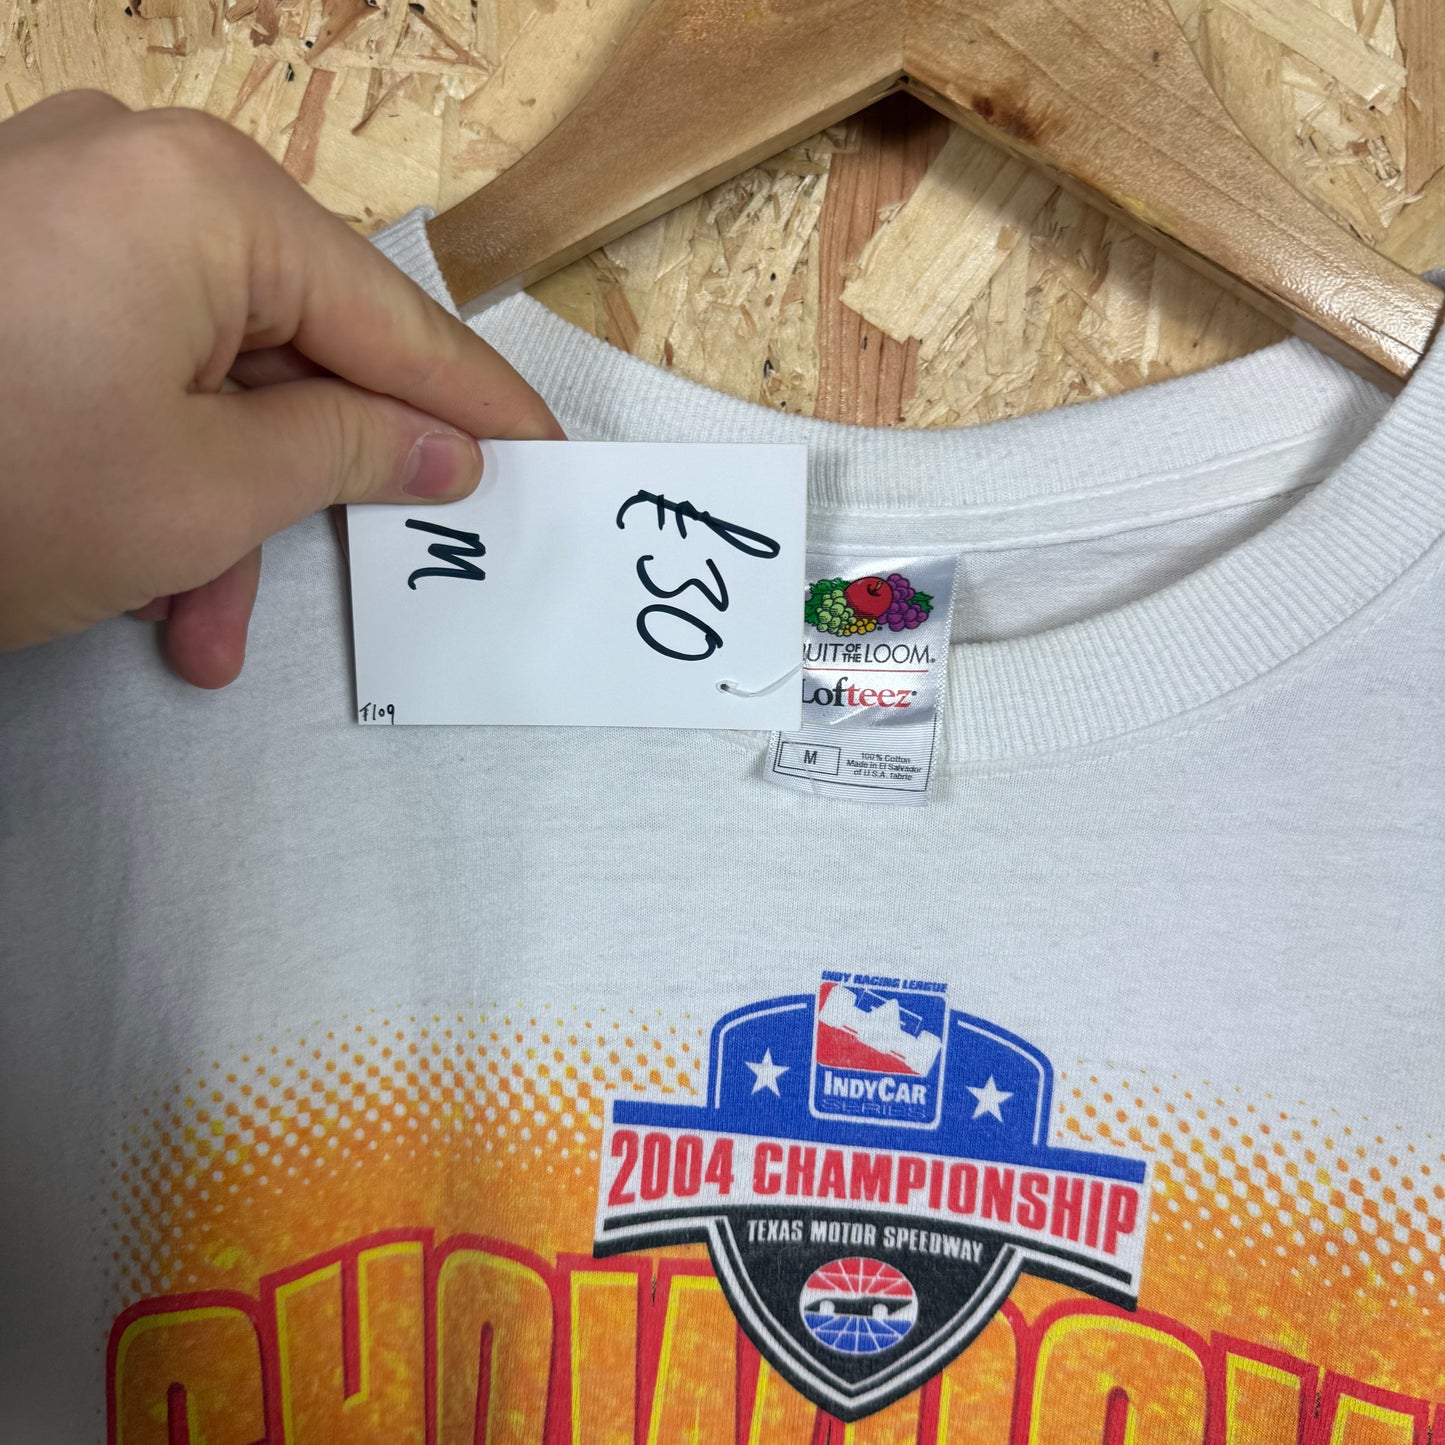 £30
M
F109
UIT OF THE LOOM®
Lofteez®
M
100% Cotton
Made in El Salvador
of U.S.A. fabric
INDY RACING LEAGUE
INDYCAR
SERIES
2004 CHAMPIONSHIP
TEXAS MOTOR SPEEDWAY